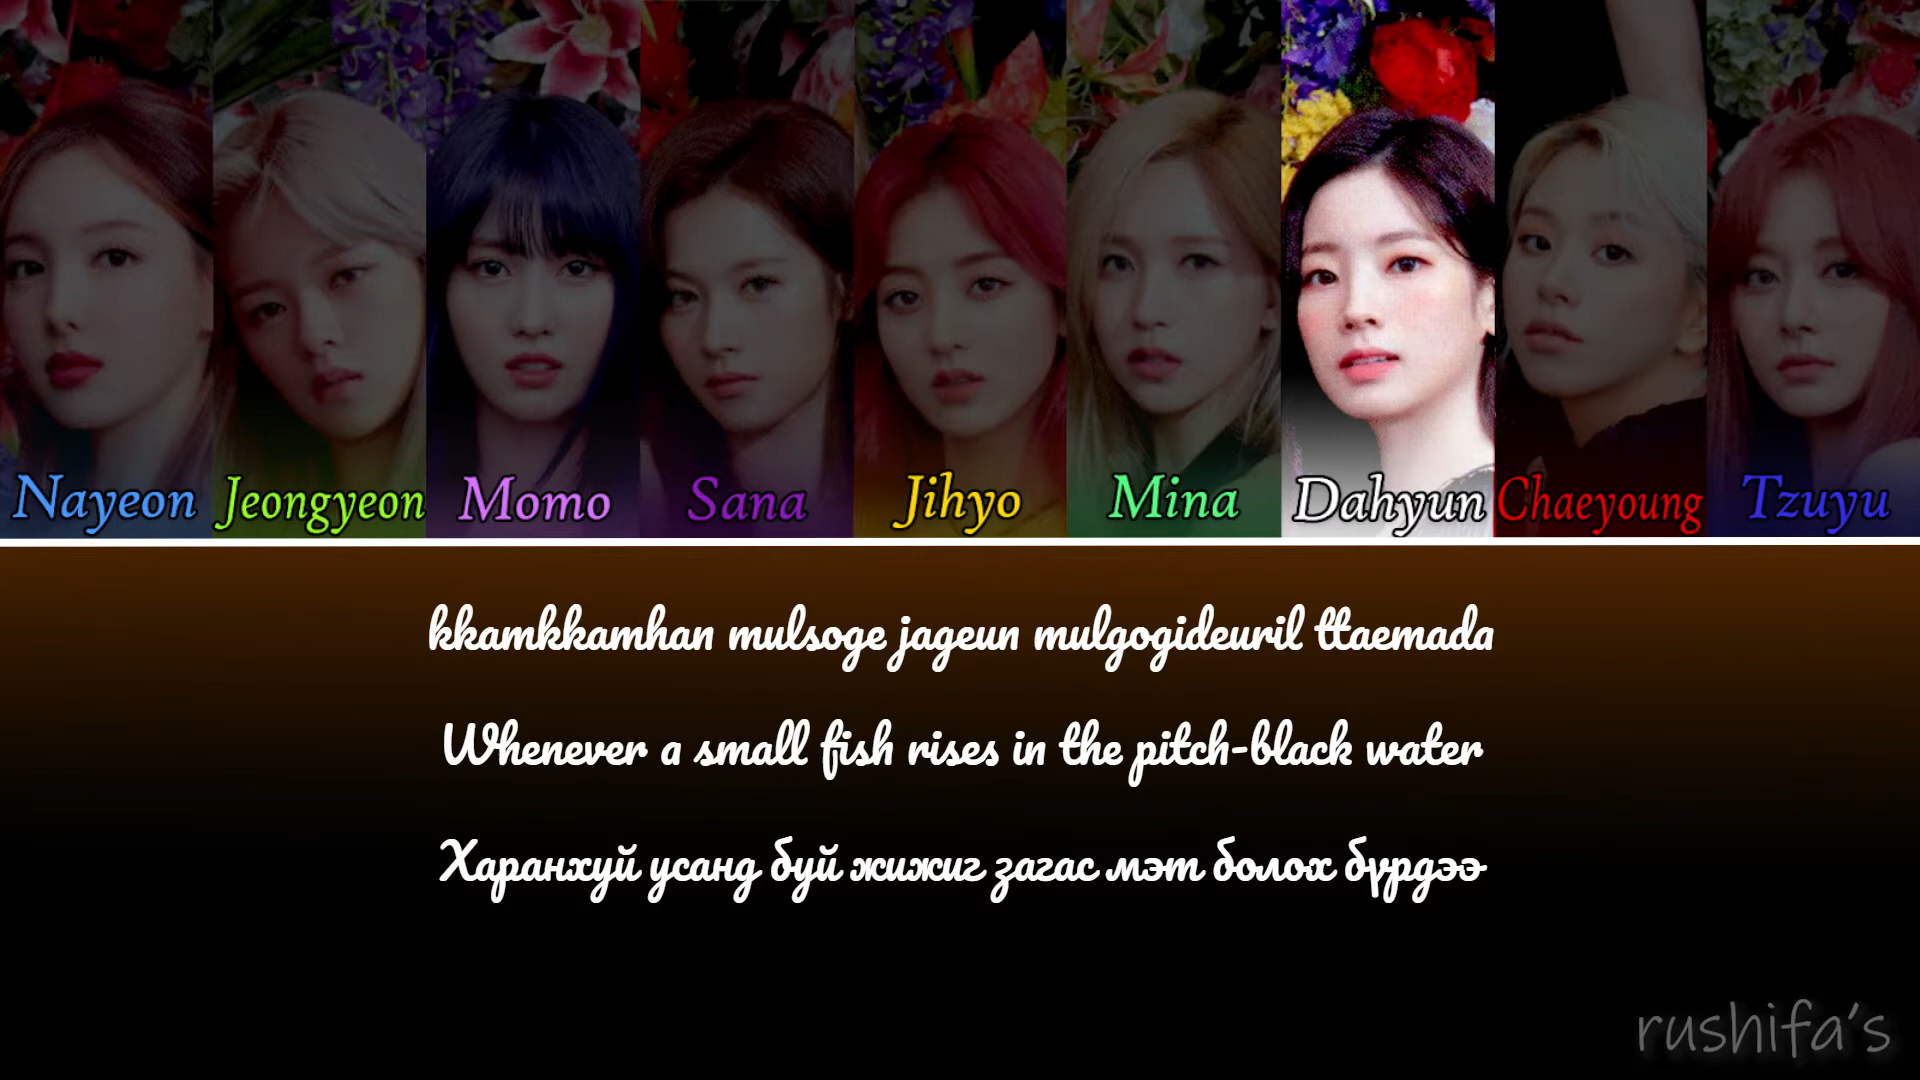 Nayeon Jeongyeon Momo Sana Jihyo Mina Dahyun Chaeyoung Tzuyu
kkamkkamhan mulsoge jageun mulgogideuril ttaemada
Whenever a small fish rises in the pitch-black water
Харанхуй усанд буй жижиг загас мэт болох бүрдээ
rushifa's